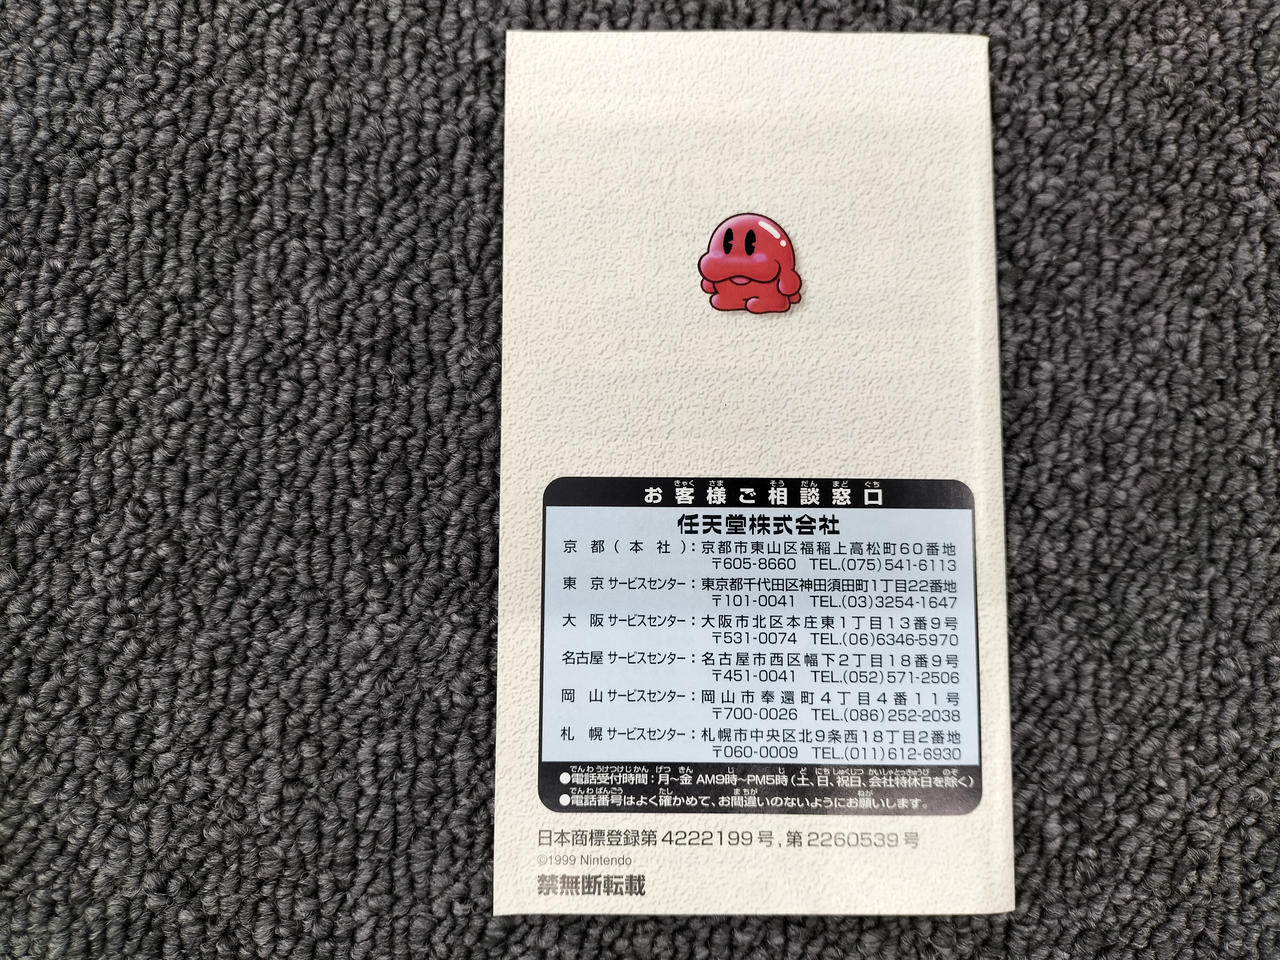 お客様ご相談窓口
任天堂株式会社
京都(本社):京都市東山区福稲上高松町60番地
〒605-8660 TEL.(075)541-6113
東京サービスセンター:東京都千代田区神田須田町1丁目22番地
〒101-0041 TEL.(03)3254-1647
大阪サービスセンター:大阪市北区本庄東1丁目13番9号
〒531-0074 TEL.(06)6346-5970
名古屋サービスセンター:名古屋市西区幅下2丁目18番9号
〒451-0041 TEL.(052)571-2506
岡山サービスセンター:岡山市奉還町4丁目4番11号
〒700-0026 TEL.(086)252-2038
札幌サービスセンター:札幌市中央区北9条西18丁目2番地
〒060-0009 TEL.(011)612-6930
●電話受付時間:月~金 AM9時~PM5時(土、日、祝日、会社特休日を除く)
●電話番号はよく確かめて、お間違いのないようにお願いします。
日本商標登録第4222199号,第2260539号
©1999 Nintendo
禁無断転載